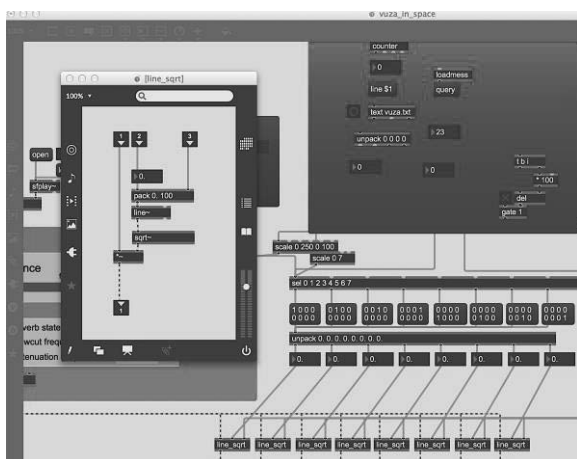 vuza_in_space
counter
0
line $1
text vuza.txt
unpack 0 0 0 0
0
loadmess
query
23
0
t b i
* 100
del
gate 1
[line_sqrt]
100%
1
2
3
0.
pack 0. 100
line~
sqrt~
*~
1
open
sfplay~
nce
verb state
wcut freq
tenuation
scale 0 250 0 100
scale 0 7
sel 0 1 2 3 4 5 6 7
1 0 0 0
0 0 0 0
0 1 0 0
0 0 0 0
0 0 1 0
0 0 0 0
0 0 0 1
0 0 0 0
0 0 0 0
1 0 0 0
0 0 0 0
0 1 0 0
0 0 0 0
0 0 1 0
0 0 0 0
0 0 0 1
unpack 0. 0. 0. 0. 0. 0. 0. 0.
0.
0.
0.
0.
0.
0.
0.
0.
line_sqrt
line_sqrt
line_sqrt
line_sqrt
line_sqrt
line_sqrt
line_sqrt
line_sqrt